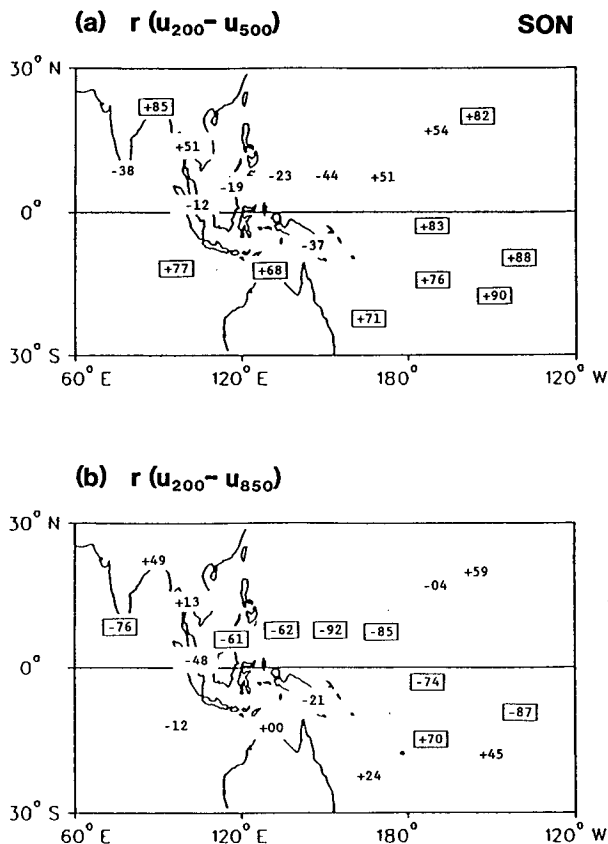 (a) r (u₂₀₀– u₅₀₀) SON
30° N
+85 +82
+54
+51
-38 -23 -44 +51
-19
-12
0°
+83
-37
+88
+77 +68 +76
+90
+71
30° S
60° E 120° E 180° 120° W
(b) r (u₂₀₀– u₈₅₀)
30° N
+49 +59
-04
+13
-76 -62 -92 -85
-61
-48
0°
-74
-21
-87
-12 +00 +70
+45
+24
30° S
60° E 120° E 180° 120° W